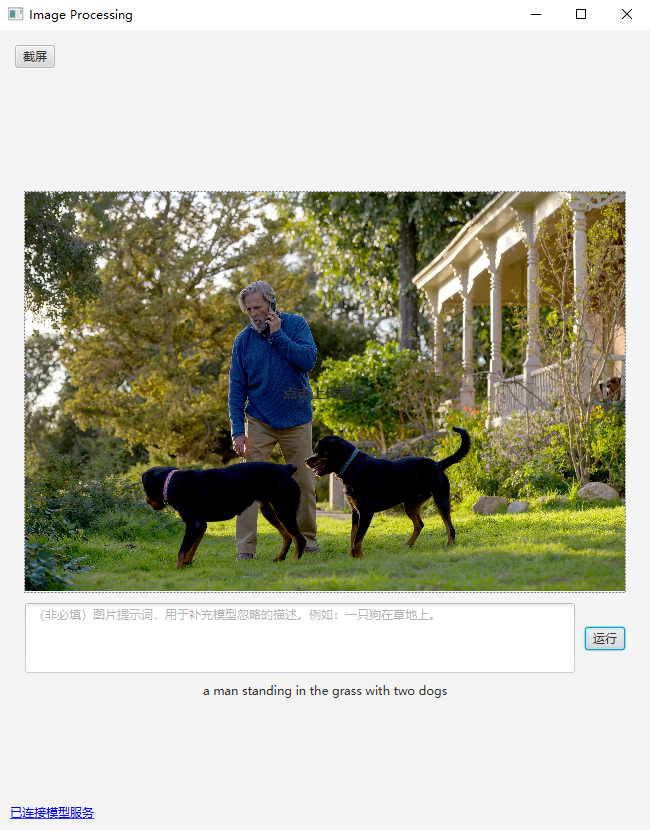 Image Processing
截屏
（非必填）图片提示词，用于补充模型忽略的描述。例如：一只狗在草地上。
运行
a man standing in the grass with two dogs
已连接模型服务